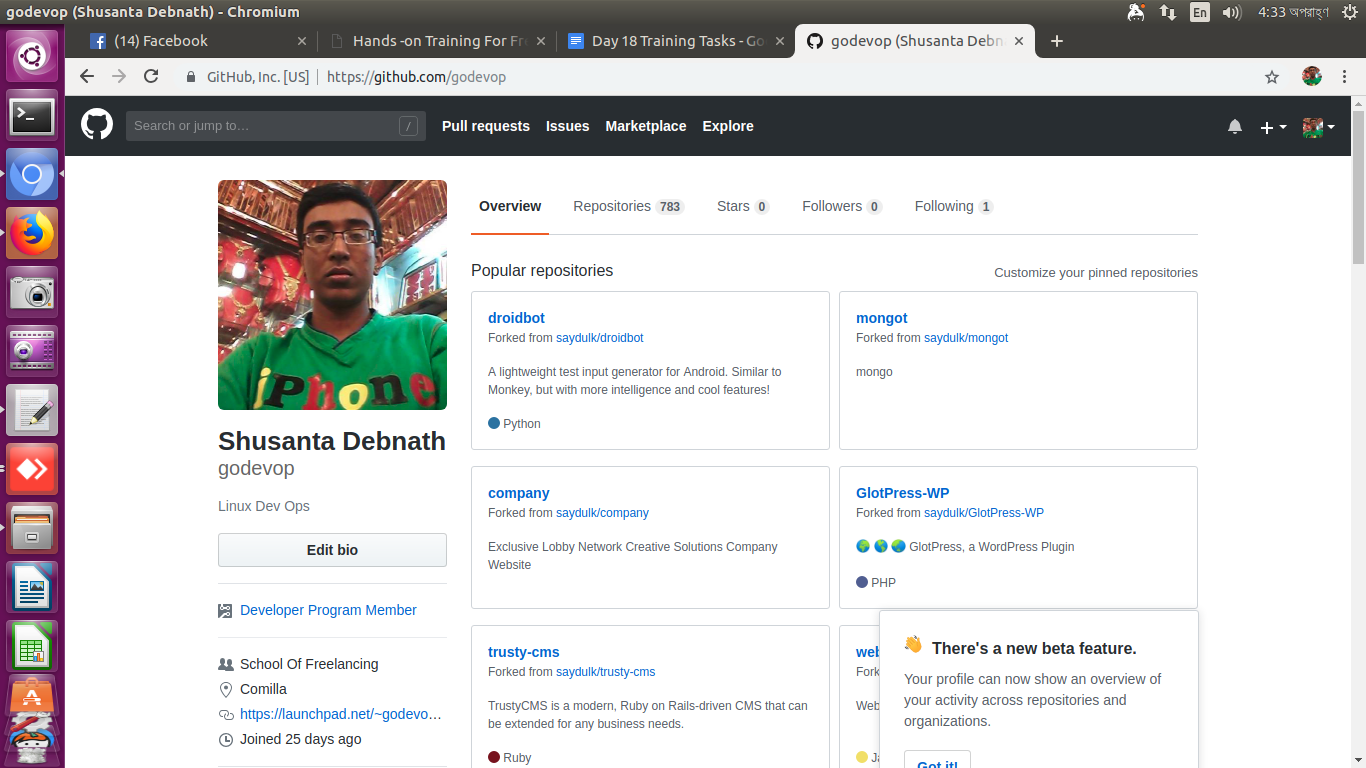 godevop (Shusanta Debnath) - Chromium
En
4:33 অপরাহ্ণ
(14) Facebook
Hands -on Training For Fre
Day 18 Training Tasks - Go
godevop (Shusanta Debn
GitHub, Inc. [US]
https://github.com/godevop
Search or jump to…
/
Pull requests
Issues
Marketplace
Explore
Overview
Repositories 783
Stars 0
Followers 0
Following 1
iPhone
Shusanta Debnath
godevop
Linux Dev Ops
Edit bio
Developer Program Member
School Of Freelancing
Comilla
https://launchpad.net/~godevo…
Joined 25 days ago
Popular repositories
Customize your pinned repositories
droidbot
Forked from saydulk/droidbot
A lightweight test input generator for Android. Similar to
Monkey, but with more intelligence and cool features!
Python
mongot
Forked from saydulk/mongot
mongo
company
Forked from saydulk/company
Exclusive Lobby Network Creative Solutions Company
Website
GlotPress-WP
Forked from saydulk/GlotPress-WP
🌍 🌎 🌏 GlotPress, a WordPress Plugin
PHP
trusty-cms
Forked from saydulk/trusty-cms
TrustyCMS is a modern, Ruby on Rails-driven CMS that can
be extended for any business needs.
Ruby
web
Fork
Web
Ja
There's a new beta feature.
Your profile can now show an overview of
your activity across repositories and
organizations.
Got it!